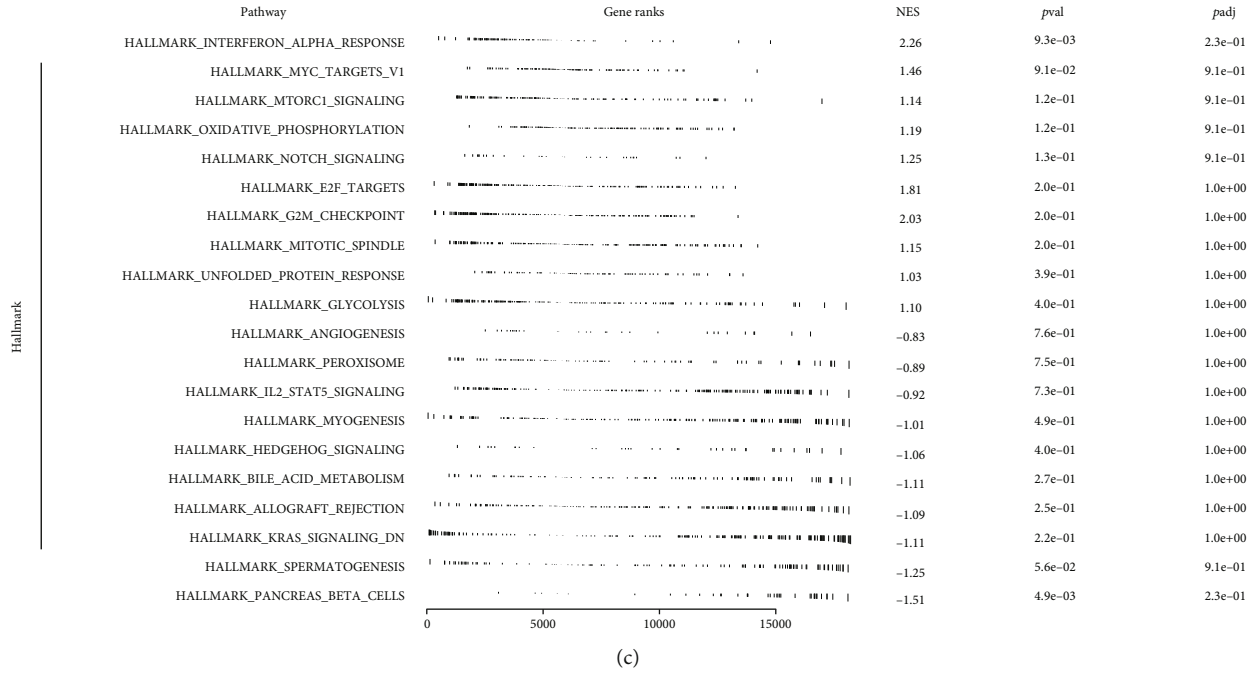 Pathway Gene ranks NES pval padj
HALLMARK_INTERFERON_ALPHA_RESPONSE 2.26 9.3e–03 2.3e–01
HALLMARK_MYC_TARGETS_V1 1.46 9.1e–02 9.1e–01
HALLMARK_MTORC1_SIGNALING 1.14 1.2e–01 9.1e–01
HALLMARK_OXIDATIVE_PHOSPHORYLATION 1.19 1.2e–01 9.1e–01
HALLMARK_NOTCH_SIGNALING 1.25 1.3e–01 9.1e–01
HALLMARK_E2F_TARGETS 1.81 2.0e–01 1.0e+00
HALLMARK_G2M_CHECKPOINT 2.03 2.0e–01 1.0e+00
HALLMARK_MITOTIC_SPINDLE 1.15 2.0e–01 1.0e+00
HALLMARK_UNFOLDED_PROTEIN_RESPONSE 1.03 3.9e–01 1.0e+00
HALLMARK_GLYCOLYSIS 1.10 4.0e–01 1.0e+00
Hallmark
HALLMARK_ANGIOGENESIS –0.83 7.6e–01 1.0e+00
HALLMARK_PEROXISOME –0.89 7.5e–01 1.0e+00
HALLMARK_IL2_STAT5_SIGNALING –0.92 7.3e–01 1.0e+00
HALLMARK_MYOGENESIS –1.01 4.9e–01 1.0e+00
HALLMARK_HEDGEHOG_SIGNALING –1.06 4.0e–01 1.0e+00
HALLMARK_BILE_ACID_METABOLISM –1.11 2.7e–01 1.0e+00
HALLMARK_ALLOGRAFT_REJECTION –1.09 2.5e–01 1.0e+00
HALLMARK_KRAS_SIGNALING_DN –1.11 2.2e–01 1.0e+00
HALLMARK_SPERMATOGENESIS –1.25 5.6e–02 9.1e–01
HALLMARK_PANCREAS_BETA_CELLS –1.51 4.9e–03 2.3e–01
0 5000 10000 15000
(c)